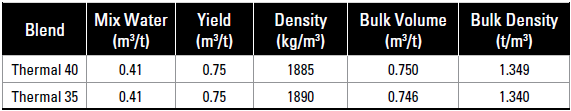 Blend Mix Water (m³/t) Yield (m³/t) Density (kg/m³) Bulk Volume (m³/t) Bulk Density (t/m³)
Thermal 40 0.41 0.75 1885 0.750 1.349
Thermal 35 0.41 0.75 1890 0.746 1.340